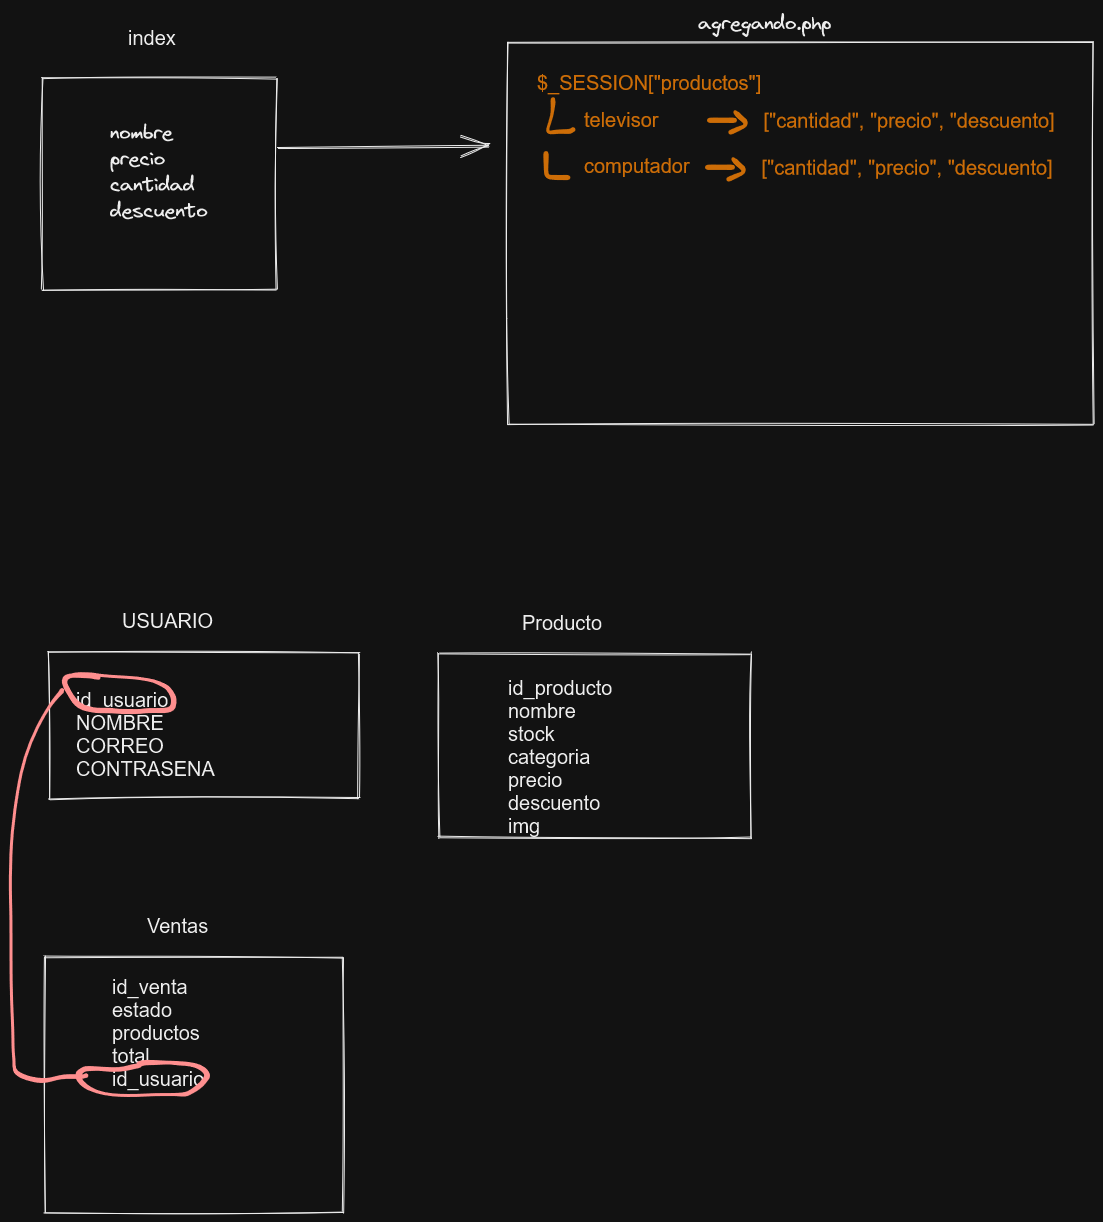 index
nombre
precio
cantidad
descuento
agregando.php
$_SESSION["productos"]
televisor ["cantidad", "precio", "descuento]
computador ["cantidad", "precio", "descuento]
USUARIO
id_usuario
NOMBRE
CORREO
CONTRASENA
Producto
id_producto
nombre
stock
categoria
precio
descuento
img
Ventas
id_venta
estado
productos
total
id_usuario